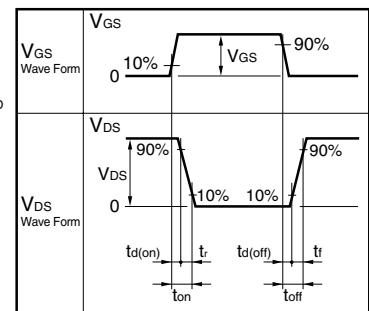 VGS
Wave Form
VGS
10%
90%
VGS
0
VDS
Wave Form
VDS
90%
90%
VDS
10%
10%
0
td(on)
tr
td(off)
tf
ton
toff